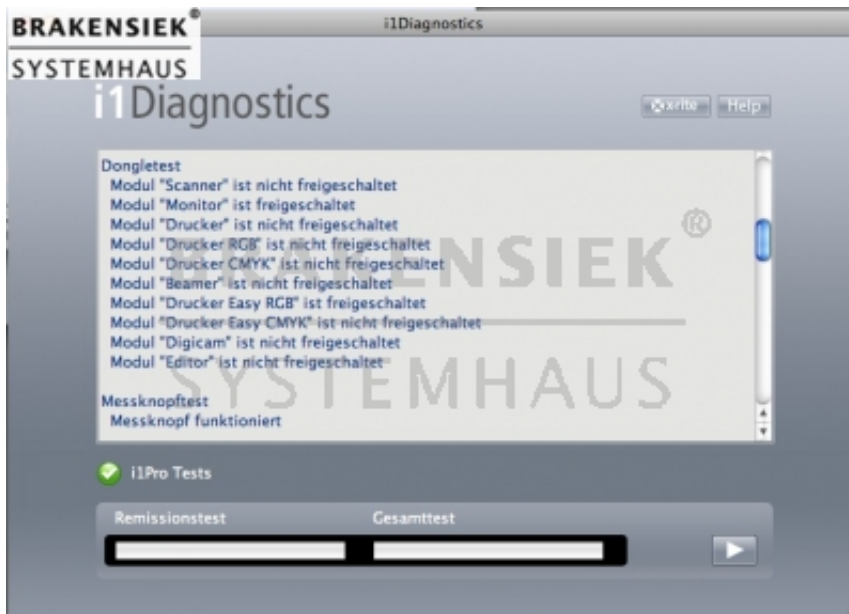 BRAKENSIEK®
SYSTEMHAUS
i1Diagnostics
i1Diagnostics
x-rite
Help
Dongletest
Modul "Scanner" ist nicht freigeschaltet
Modul "Monitor" ist freigeschaltet
Modul "Drucker" ist nicht freigeschaltet
Modul "Drucker RGB" ist nicht freigeschaltet
Modul "Drucker CMYK" ist nicht freigeschaltet
Modul "Beamer" ist nicht freigeschaltet
Modul "Drucker Easy RGB" ist freigeschaltet
Modul "Drucker Easy CMYK" ist nicht freigeschaltet
Modul "Digicam" ist nicht freigeschaltet
Modul "Editor" ist nicht freigeschaltet
Messknopftest
Messknopf funktioniert
BRAKENSIEK®
SYSTEMHAUS
i1Pro Tests
Remissionstest
Gesamttest